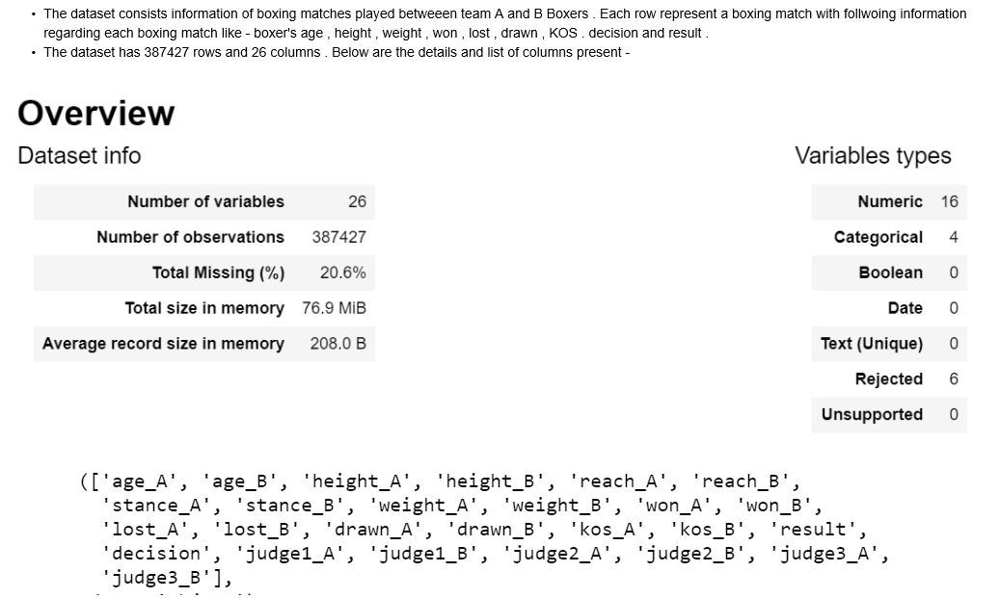 • The dataset consists information of boxing matches played betweeen team A and B Boxers . Each row represent a boxing match with follwoing information
regarding each boxing match like - boxer's age , height , weight , won , lost , drawn , KOS . decision and result .
• The dataset has 387427 rows and 26 columns . Below are the details and list of columns present -
Overview
Dataset info
Number of variables 26
Number of observations 387427
Total Missing (%) 20.6%
Total size in memory 76.9 MiB
Average record size in memory 208.0 B
Variables types
Numeric 16
Categorical 4
Boolean 0
Date 0
Text (Unique) 0
Rejected 6
Unsupported 0
(['age_A', 'age_B', 'height_A', 'height_B', 'reach_A', 'reach_B',
'stance_A', 'stance_B', 'weight_A', 'weight_B', 'won_A', 'won_B',
'lost_A', 'lost_B', 'drawn_A', 'drawn_B', 'kos_A', 'kos_B', 'result',
'decision', 'judge1_A', 'judge1_B', 'judge2_A', 'judge2_B', 'judge3_A',
'judge3_B'],